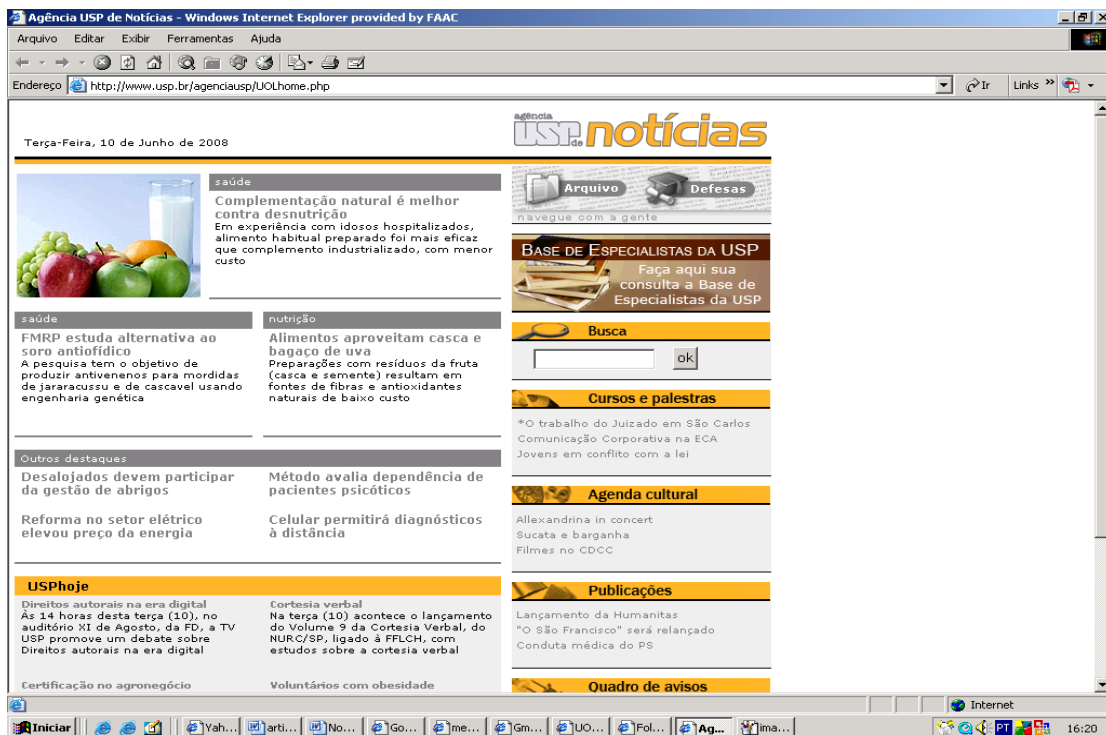 Agência USP de Notícias - Windows Internet Explorer provided by FAAC
Arquivo Editar Exibir Ferramentas Ajuda
Endereço http://www.usp.br/agenciausp/UOLhome.php Ir Links »
Terça-Feira, 10 de Junho de 2008
agência
USP de notícias
saúde
Complementação natural é melhor
contra desnutrição
Em experiência com idosos hospitalizados,
alimento habitual preparado foi mais eficaz
que complemento industrializado, com menor
custo
saúde
FMRP estuda alternativa ao
soro antiofídico
A pesquisa tem o objetivo de
produzir antivenenos para mordidas
de jararacussu e de cascavel usando
engenharia genética
nutrição
Alimentos aproveitam casca e
bagaço de uva
Preparações com resíduos da fruta
(casca e semente) resultam em
fontes de fibras e antioxidantes
naturais de baixo custo
Outros destaques
Desalojados devem participar
da gestão de abrigos
Método avalia dependência de
pacientes psicóticos
Reforma no setor elétrico
elevou preço da energia
Celular permitirá diagnósticos
à distância
USPhoje
Direitos autorais na era digital
Às 14 horas desta terça (10), no
auditório XI de Agosto, da FD, a TV
USP promove um debate sobre
Direitos autorais na era digital
Cortesia verbal
Na terça (10) acontece o lançamento
do Volume 9 da Cortesia Verbal, do
NURC/SP, ligado à FFLCH, com
estudos sobre a cortesia verbal
Certificação no agronegócio
Voluntários com obesidade
Arquivo Defesas
navegue com a gente
BASE DE ESPECIALISTAS DA USP
Faça aqui sua
consulta a Base de
Especialistas da USP
Busca
ok
Cursos e palestras
*O trabalho do Juizado em São Carlos
Comunicação Corporativa na ECA
Jovens em conflito com a lei
Agenda cultural
Allexandrina in concert
Sucata e barganha
Filmes no CDCC
Publicações
Lançamento da Humanitas
"O São Francisco" será relançado
Conduta médica do PS
Quadro de avisos
Internet
Iniciar Yah... arti... No... Go... me... Gm... UO... Fol... Ag... ima... PT 16:20